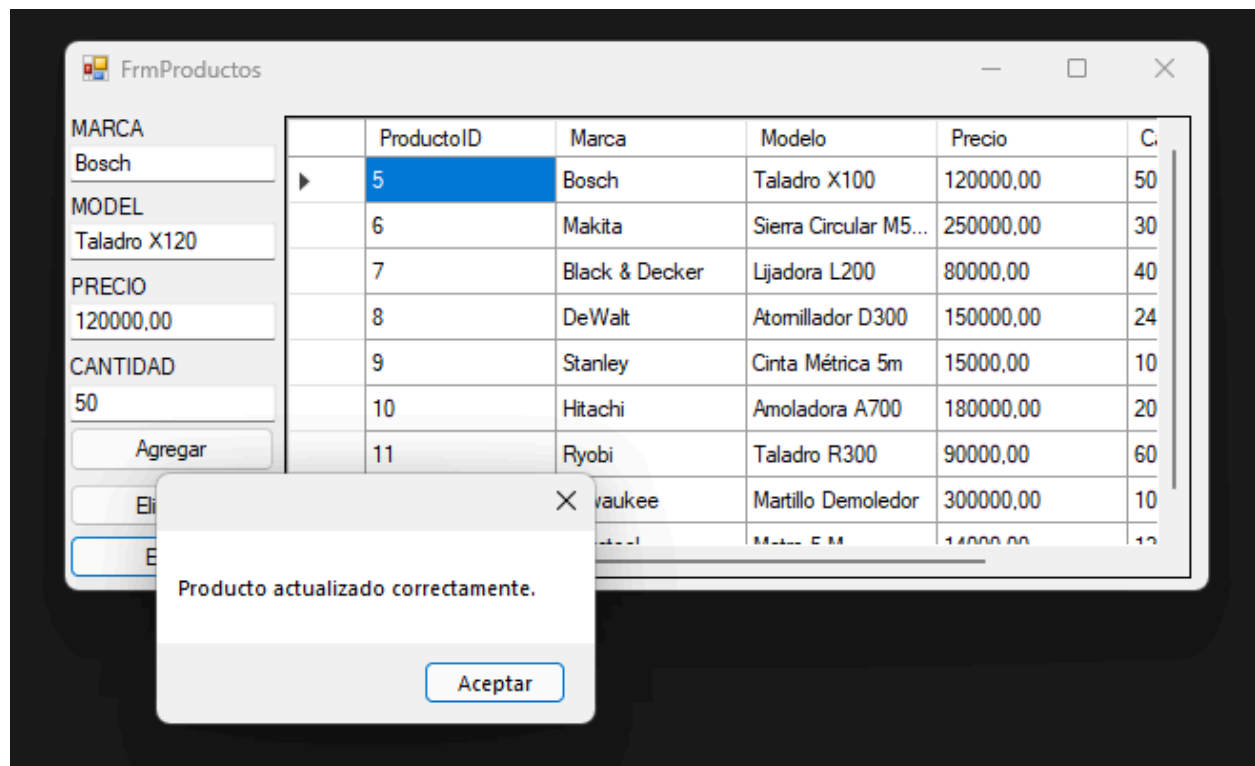 FrmProductos
MARCA
Bosch
MODEL
Taladro X120
PRECIO
120000,00
CANTIDAD
50
Agregar
Eli
E
ProductoID Marca Modelo Precio
5 Bosch Taladro X100 120000,00 50
6 Makita Sierra Circular M5... 250000,00 30
7 Black & Decker Lijadora L200 80000,00 40
8 DeWalt Atornillador D300 150000,00 24
9 Stanley Cinta Métrica 5m 15000,00 10
10 Hitachi Amoladora A700 180000,00 20
11 Ryobi Taladro R300 90000,00 60
vaukee Martillo Demoledor 300000,00 10
Producto actualizado correctamente.
Aceptar